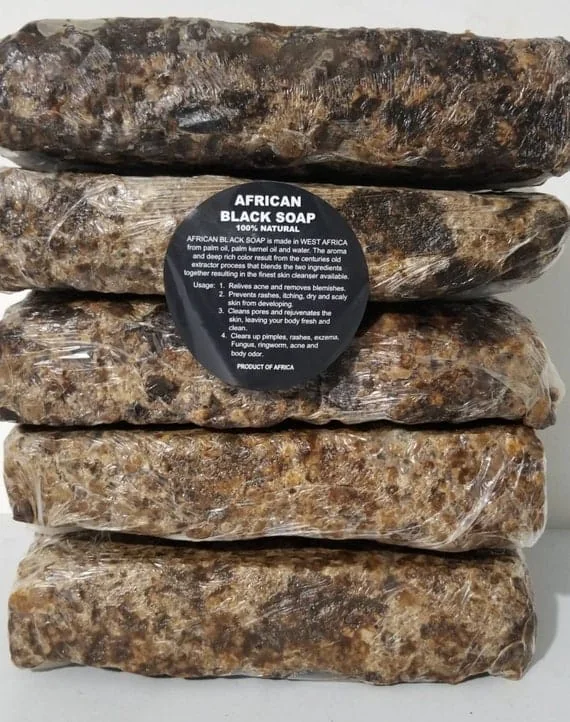 AFRICAN
BLACK SOAP
100% NATURAL
AFRICAN BLACK SOAP is made in WEST AFRICA
from palm oil, palm kernel oil and water. The aroma
and deep rich color result from the centuries old
extractor process that blends the two ingredients
together resulting in the finest skin cleanser available.
Usage: 1. Relives acne and removes blemishes.
2. Prevents rashes, itching, dry and scaly
skin from developing.
3. Cleans pores and rejuvenates the
skin, leaving your body fresh and
clean.
4. Clears up pimples, rashes, exzema.
Fungus, ringworm, acne and
body odor.
PRODUCT OF AFRICA